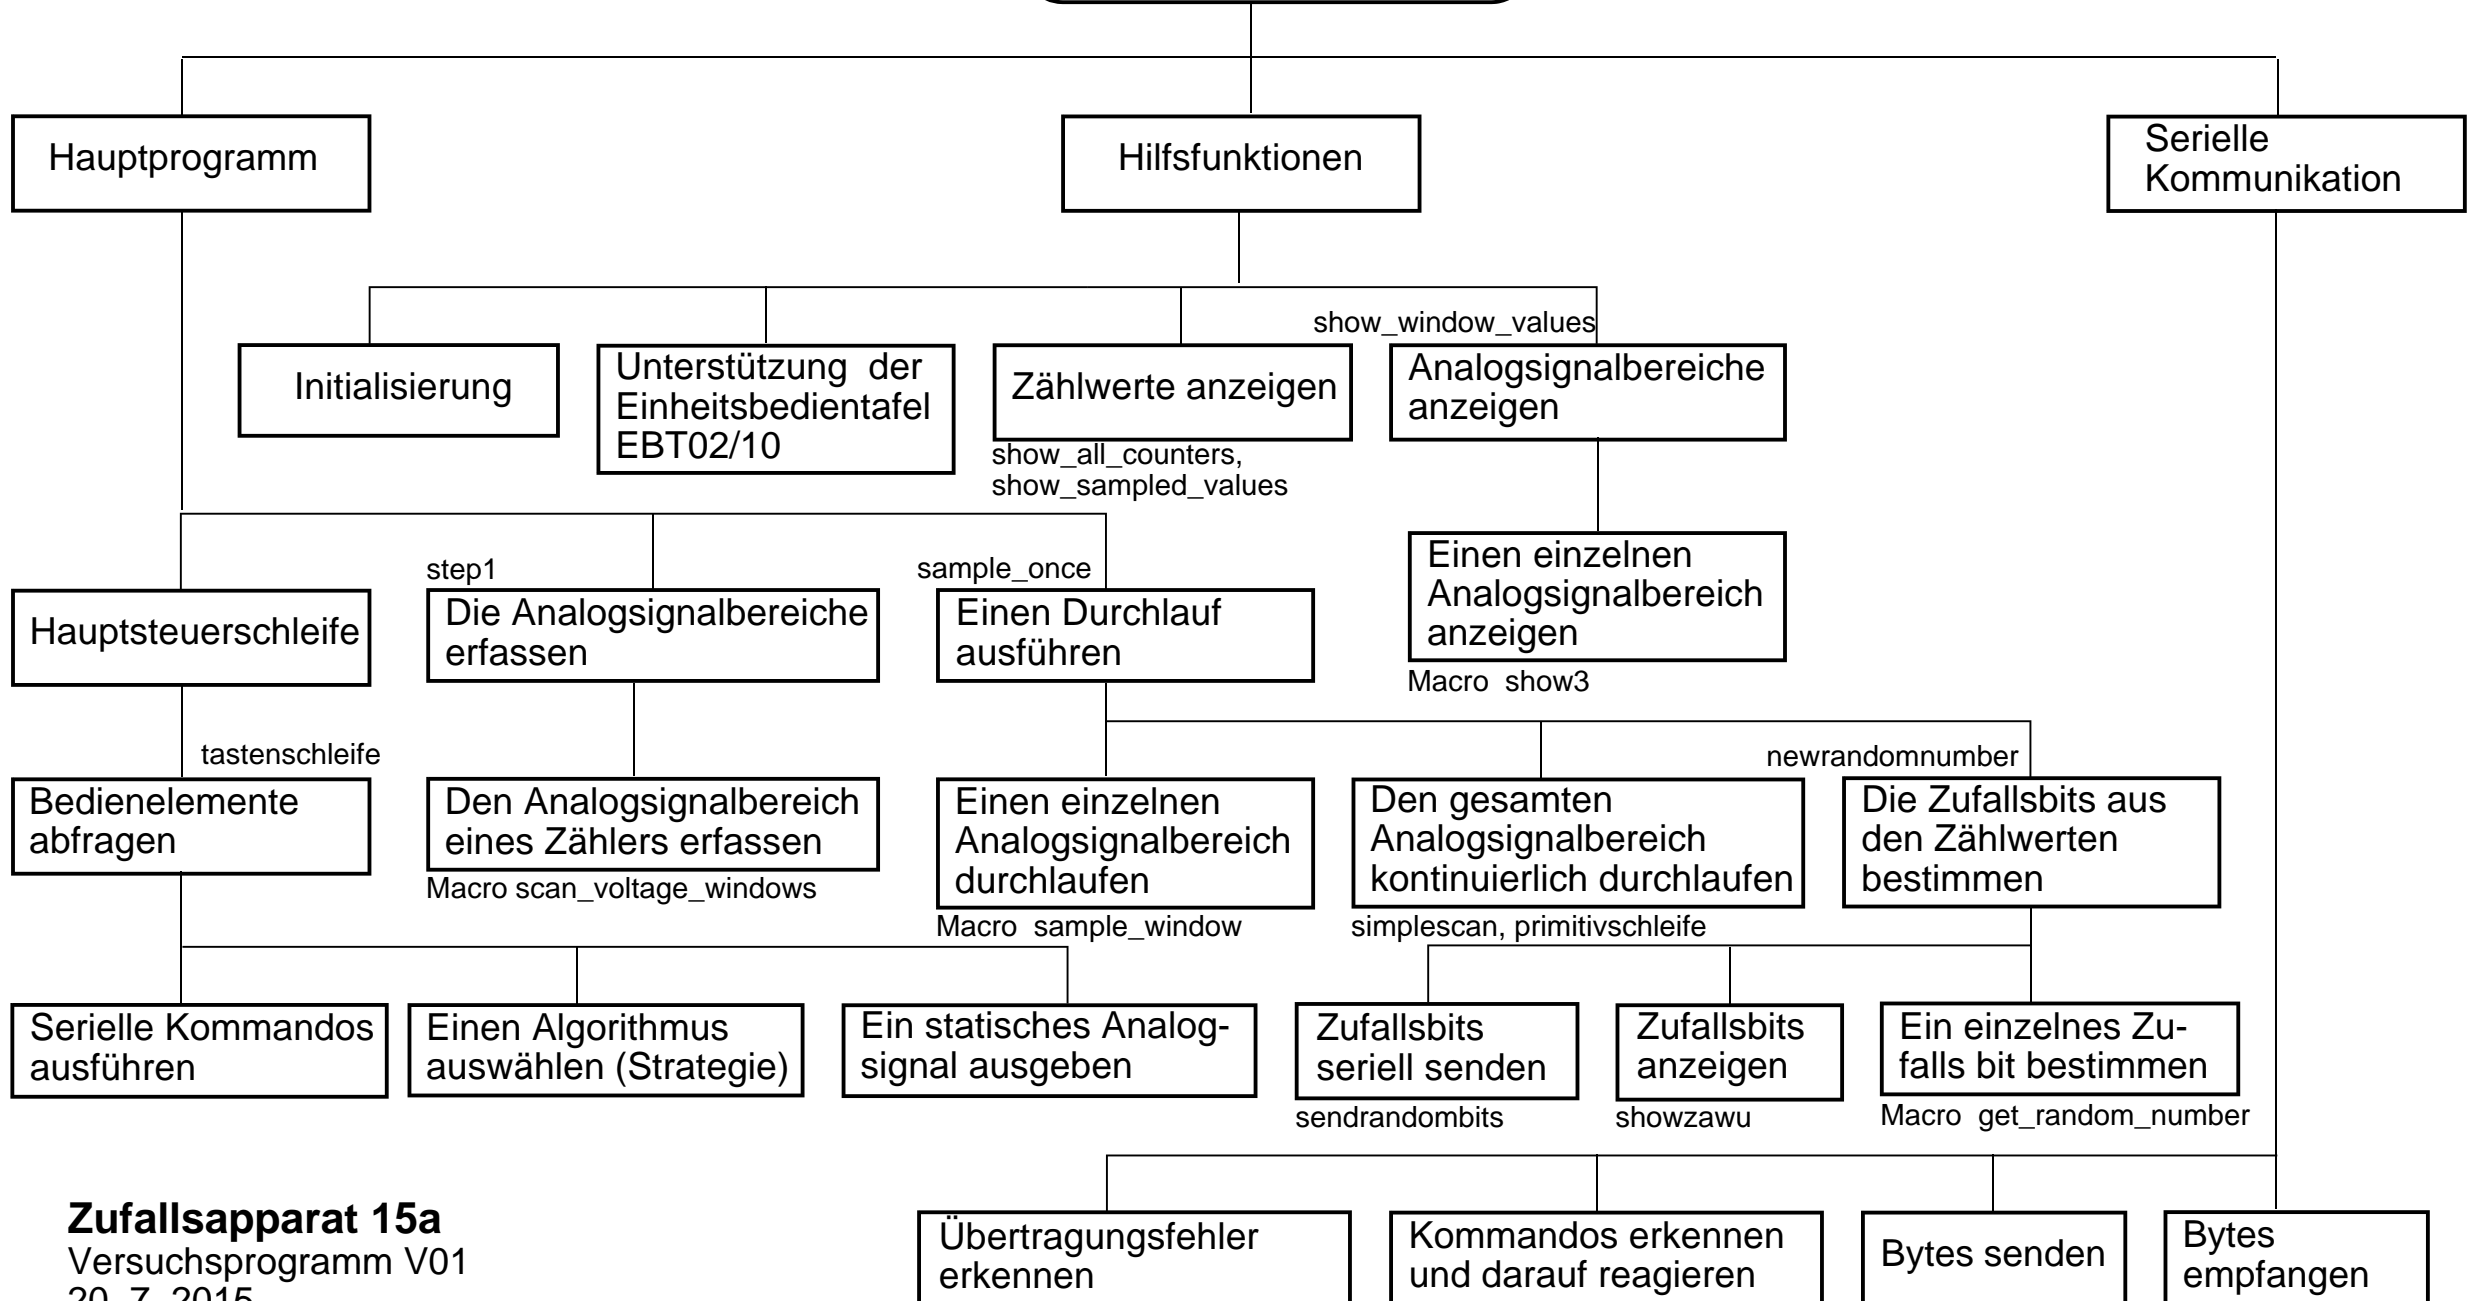 Hauptprogramm
Hilfsfunktionen
Serielle
Kommunikation
show_window_values
Initialisierung
Unterstützung der
Einheitsbedientafel
EBT02/10
Zählwerte anzeigen
show_all_counters,
show_sampled_values
Analogsignalbereiche
anzeigen
step1
sample_once
Einen einzelnen
Analogsignalbereich
anzeigen
Macro show3
Hauptsteuerschleife
Die Analogsignalbereiche
erfassen
Einen Durchlauf
ausführen
tastenschleife
newrandomnumber
Bedienelemente
abfragen
Den Analogsignalbereich
eines Zählers erfassen
Macro scan_voltage_windows
Einen einzelnen
Analogsignalbereich
durchlaufen
Macro sample_window
Den gesamten
Analogsignalbereich
kontinuierlich durchlaufen
simplescan, primitivschleife
Die Zufallsbits aus
den Zählwerten
bestimmen
Serielle Kommandos
ausführen
Einen Algorithmus
auswählen (Strategie)
Ein statisches Analog-
signal ausgeben
Zufallsbits
seriell senden
sendrandombits
Zufallsbits
anzeigen
showzawu
Ein einzelnes Zu-
falls bit bestimmen
Macro get_random_number
Zufallsapparat 15a
Versuchsprogramm V01
20. 7. 2015
Übertragungsfehler
erkennen
Kommandos erkennen
und darauf reagieren
Bytes senden
Bytes
empfangen